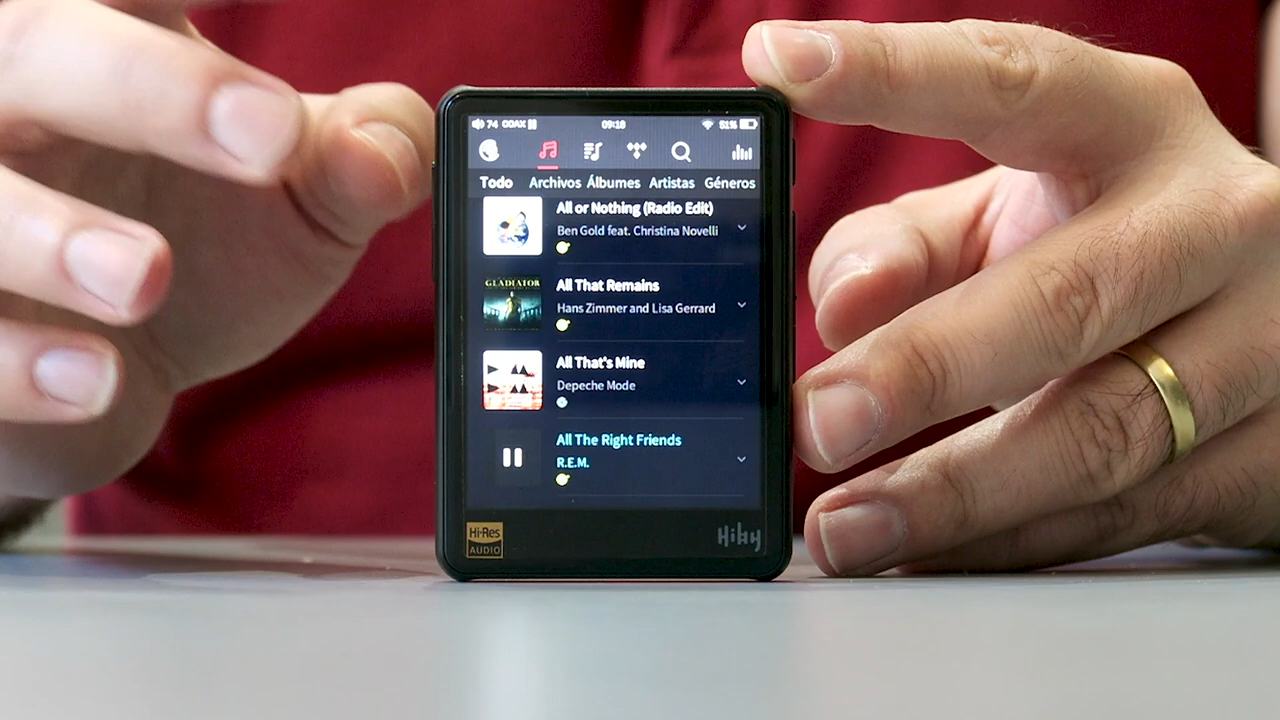 74 COAX 09:18 51%
Todo Archivos Álbumes Artistas Géneros
All or Nothing (Radio Edit)
Ben Gold feat. Christina Novelli
GLADIATOR
All That Remains
Hans Zimmer and Lisa Gerrard
All That's Mine
Depeche Mode
All The Right Friends
R.E.M.
Hi-Res
AUDIO
Hiby